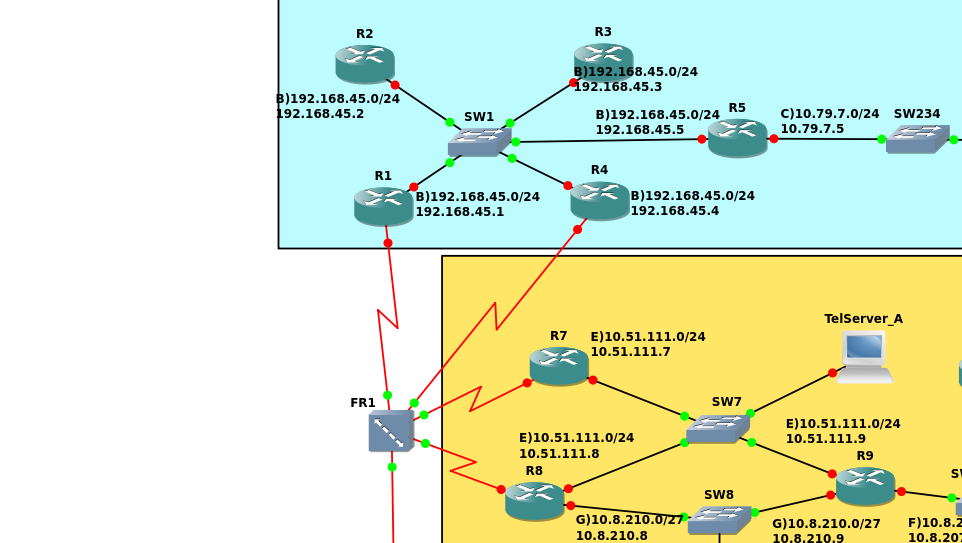 R2
R3
B)192.168.45.0/24
192.168.45.3
B)192.168.45.0/24
192.168.45.2
SW1
B)192.168.45.0/24
192.168.45.5
R5
C)10.79.7.0/24
10.79.7.5
SW234
R1
B)192.168.45.0/24
192.168.45.1
R4
B)192.168.45.0/24
192.168.45.4
TelServer_A
R7
E)10.51.111.0/24
10.51.111.7
FR1
SW7
E)10.51.111.0/24
10.51.111.9
E)10.51.111.0/24
10.51.111.8
R9
R8
SW8
G)10.8.210.0/27
10.8.210.8
G)10.8.210.0/27
10.8.210.9
F)10.8.2
10.8.207